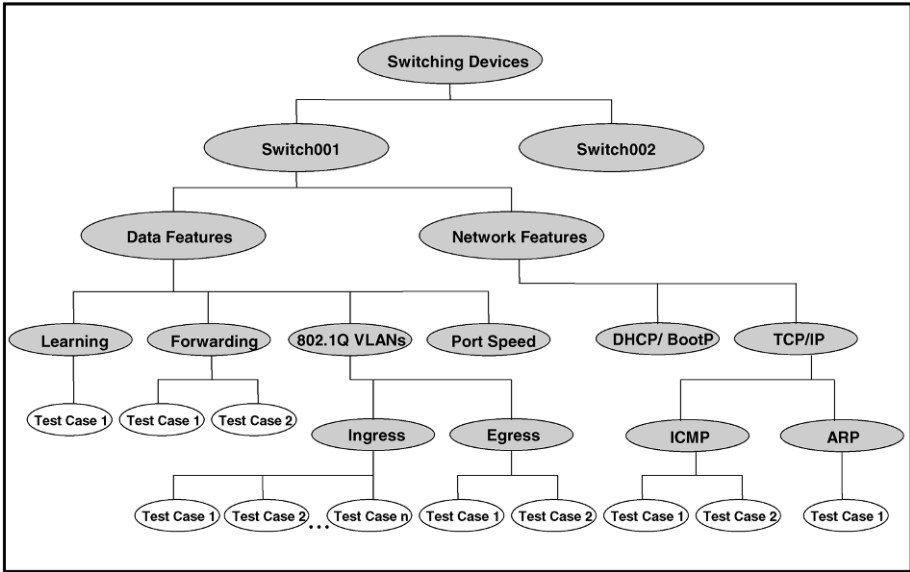 Switching Devices
Switch001
Switch002
Data Features
Network Features
Learning
Forwarding
802.1Q VLANs
Port Speed
DHCP/ BootP
TCP/IP
Test Case 1
Test Case 1
Test Case 2
Ingress
Egress
ICMP
ARP
Test Case 1
Test Case 2
...
Test Case n
Test Case 1
Test Case 2
Test Case 1
Test Case 2
Test Case 1